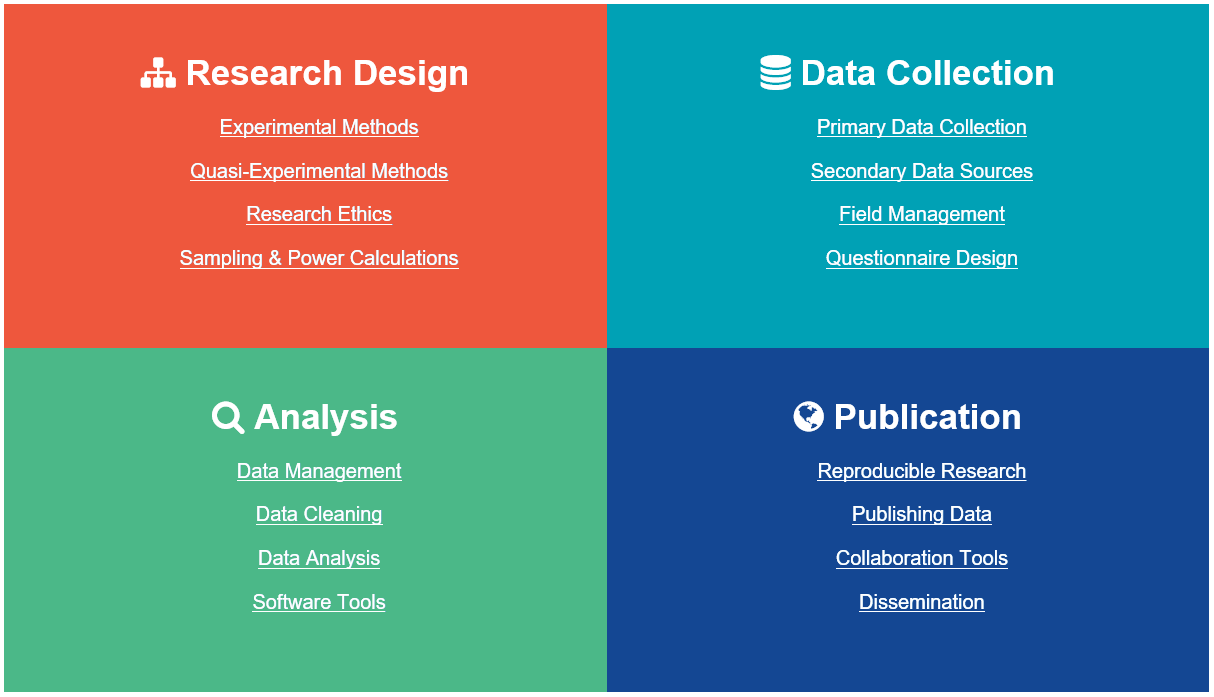 Research Design
Experimental Methods
Quasi-Experimental Methods
Research Ethics
Sampling & Power Calculations
Data Collection
Primary Data Collection
Secondary Data Sources
Field Management
Questionnaire Design
Analysis
Data Management
Data Cleaning
Data Analysis
Software Tools
Publication
Reproducible Research
Publishing Data
Collaboration Tools
Dissemination